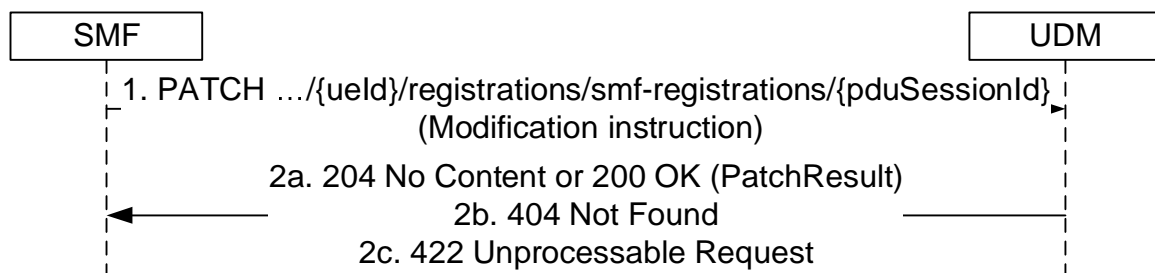 SMF
UDM
1. PATCH …/{ueId}/registrations/smf-registrations/{pduSessionId}
(Modification instruction)
2a. 204 No Content or 200 OK (PatchResult)
2b. 404 Not Found
2c. 422 Unprocessable Request